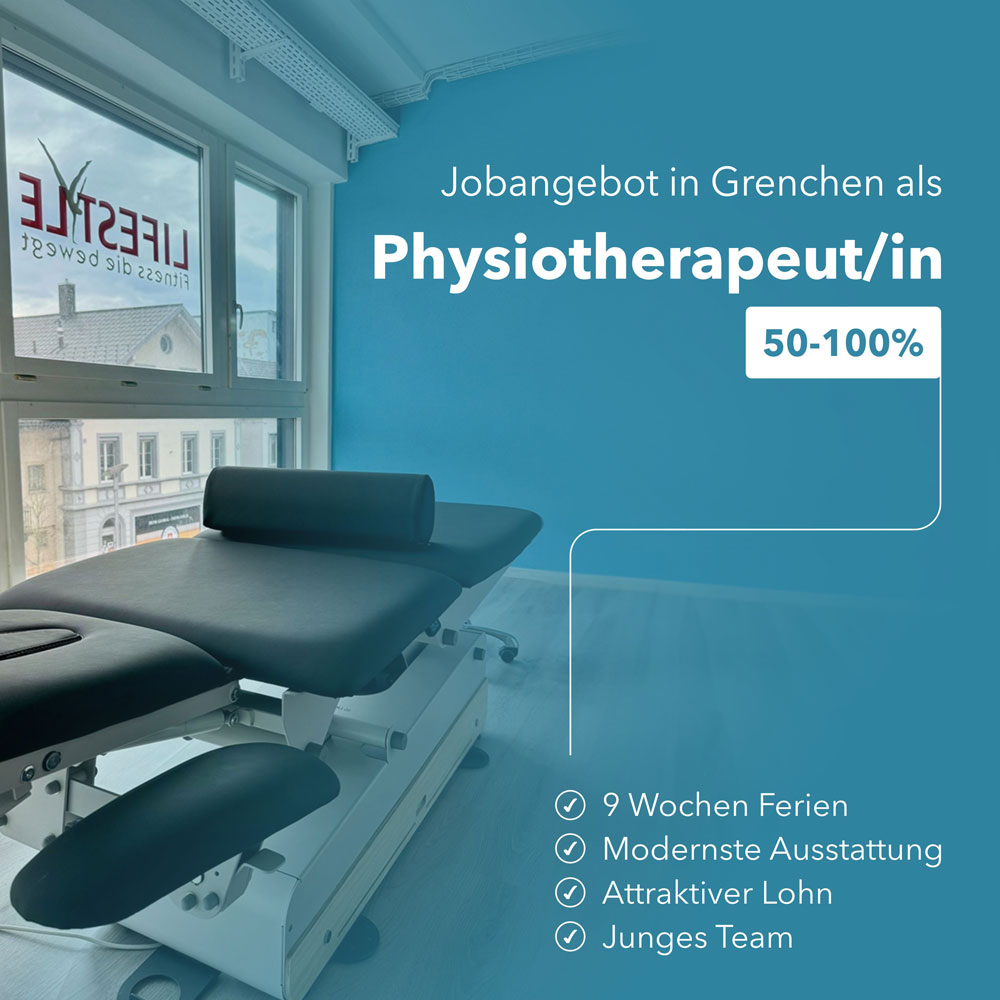 LIFESTYLE
Fitness die bewegt
Jobangebot in Grenchen als
Physiotherapeut/in
50-100%
9 Wochen Ferien
Modernste Ausstattung
Attraktiver Lohn
Junges Team